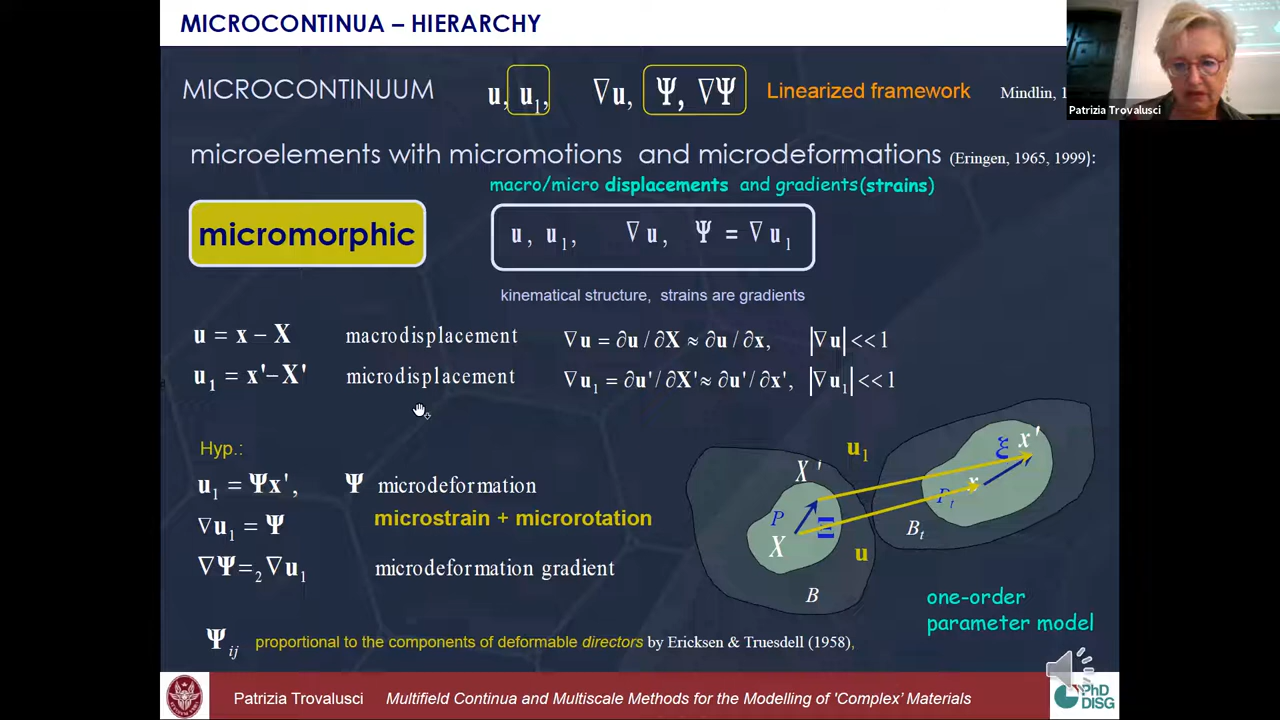 MICROCONTINUA – HIERARCHY
MICROCONTINUUM u, u₁, ∇u, Ψ, ∇Ψ Linearized framework Mindlin, 1
Patrizia Trovalusci
microelements with micromotions and microdeformations (Eringen, 1965, 1999):
macro/micro displacements and gradients(strains)
micromorphic
u, u₁, ∇u, Ψ = ∇u₁
kinematical structure, strains are gradients
u = x – X macrodisplacement ∇u = ∂u / ∂X ≈ ∂u / ∂x, |∇u| << 1
u₁ = x'–X' microdisplacement ∇u₁ = ∂u' / ∂X' ≈ ∂u' / ∂x', |∇u₁| << 1
Hyp.:
u₁ = Ψx', Ψ microdeformation
microstrain + microrotation
∇u₁ = Ψ
∇Ψ=₂∇u₁ microdeformation gradient
u₁
ξ x'
X'
x
P
Pₜ
Ξ
X
Bₜ
u
B
one-order
parameter model
Ψᵢⱼ proportional to the components of deformable directors by Ericksen & Truesdell (1958),
Patrizia Trovalusci Multifield Continua and Multiscale Methods for the Modelling of 'Complex' Materials
PhD
DISG